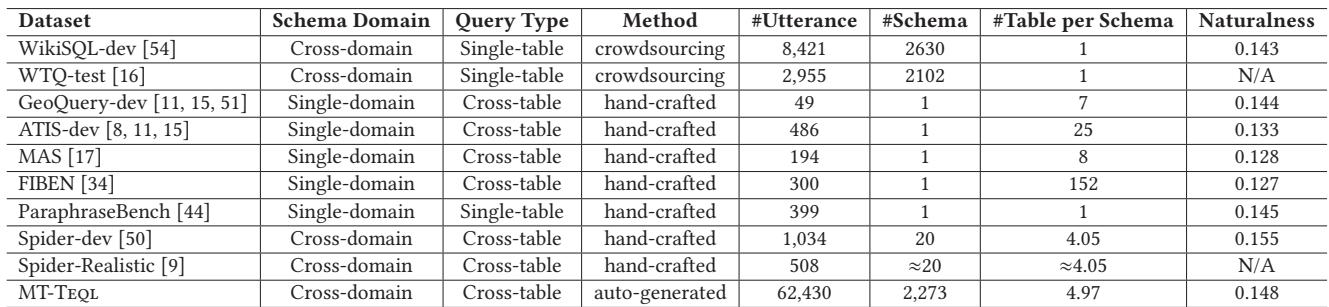 Dataset Schema Domain Query Type Method #Utterance #Schema #Table per Schema Naturalness
WikiSQL-dev [54] Cross-domain Single-table crowdsourcing 8,421 2630 1 0.143
WTQ-test [16] Cross-domain Single-table crowdsourcing 2,955 2102 1 N/A
GeoQuery-dev [11, 15, 51] Single-domain Cross-table hand-crafted 49 1 7 0.144
ATIS-dev [8, 11, 15] Single-domain Cross-table hand-crafted 486 1 25 0.133
MAS [17] Single-domain Cross-table hand-crafted 194 1 8 0.128
FIBEN [34] Single-domain Cross-table hand-crafted 300 1 152 0.127
ParaphraseBench [44] Single-domain Single-table hand-crafted 399 1 1 0.145
Spider-dev [50] Cross-domain Cross-table hand-crafted 1,034 20 4.05 0.155
Spider-Realistic [9] Cross-domain Cross-table hand-crafted 508 ≈20 ≈4.05 N/A
MT-Teql Cross-domain Cross-table auto-generated 62,430 2,273 4.97 0.148